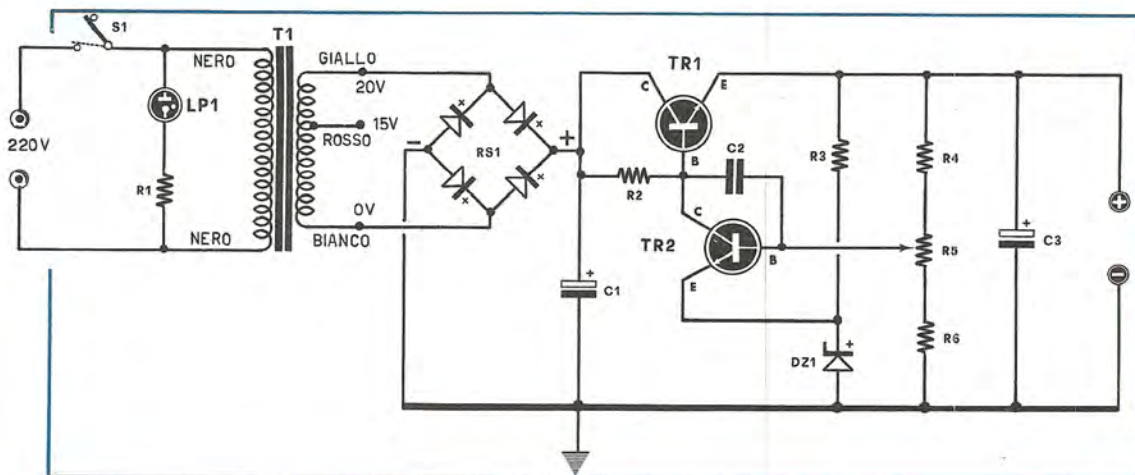 S1
NERO
T1
GIALLO
20V
LP1
220V
15V
ROSSO
R1
NERO
0V
BIANCO
RS1
x
x
x
x
-
+
C
TR1
E
B
C2
R2
R3
R4
C
TR2
B
E
R5
R6
+
C1
+
DZ1
+
C3
+
-